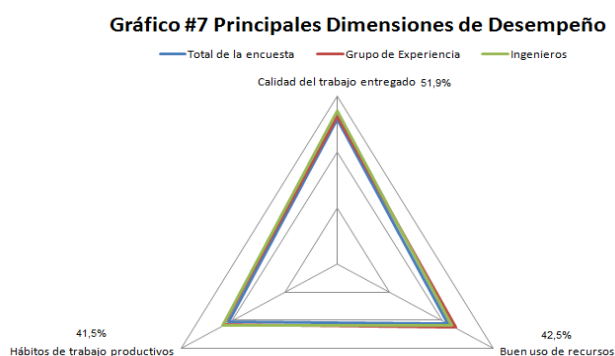 Gráfico #7 Principales Dimensiones de Desempeño
Total de la encuesta Grupo de Experiencia Ingenieros
Calidad del trabajo entregado 51,9%
41,5%
Hábitos de trabajo productivos
42,5%
Buen uso de recursos